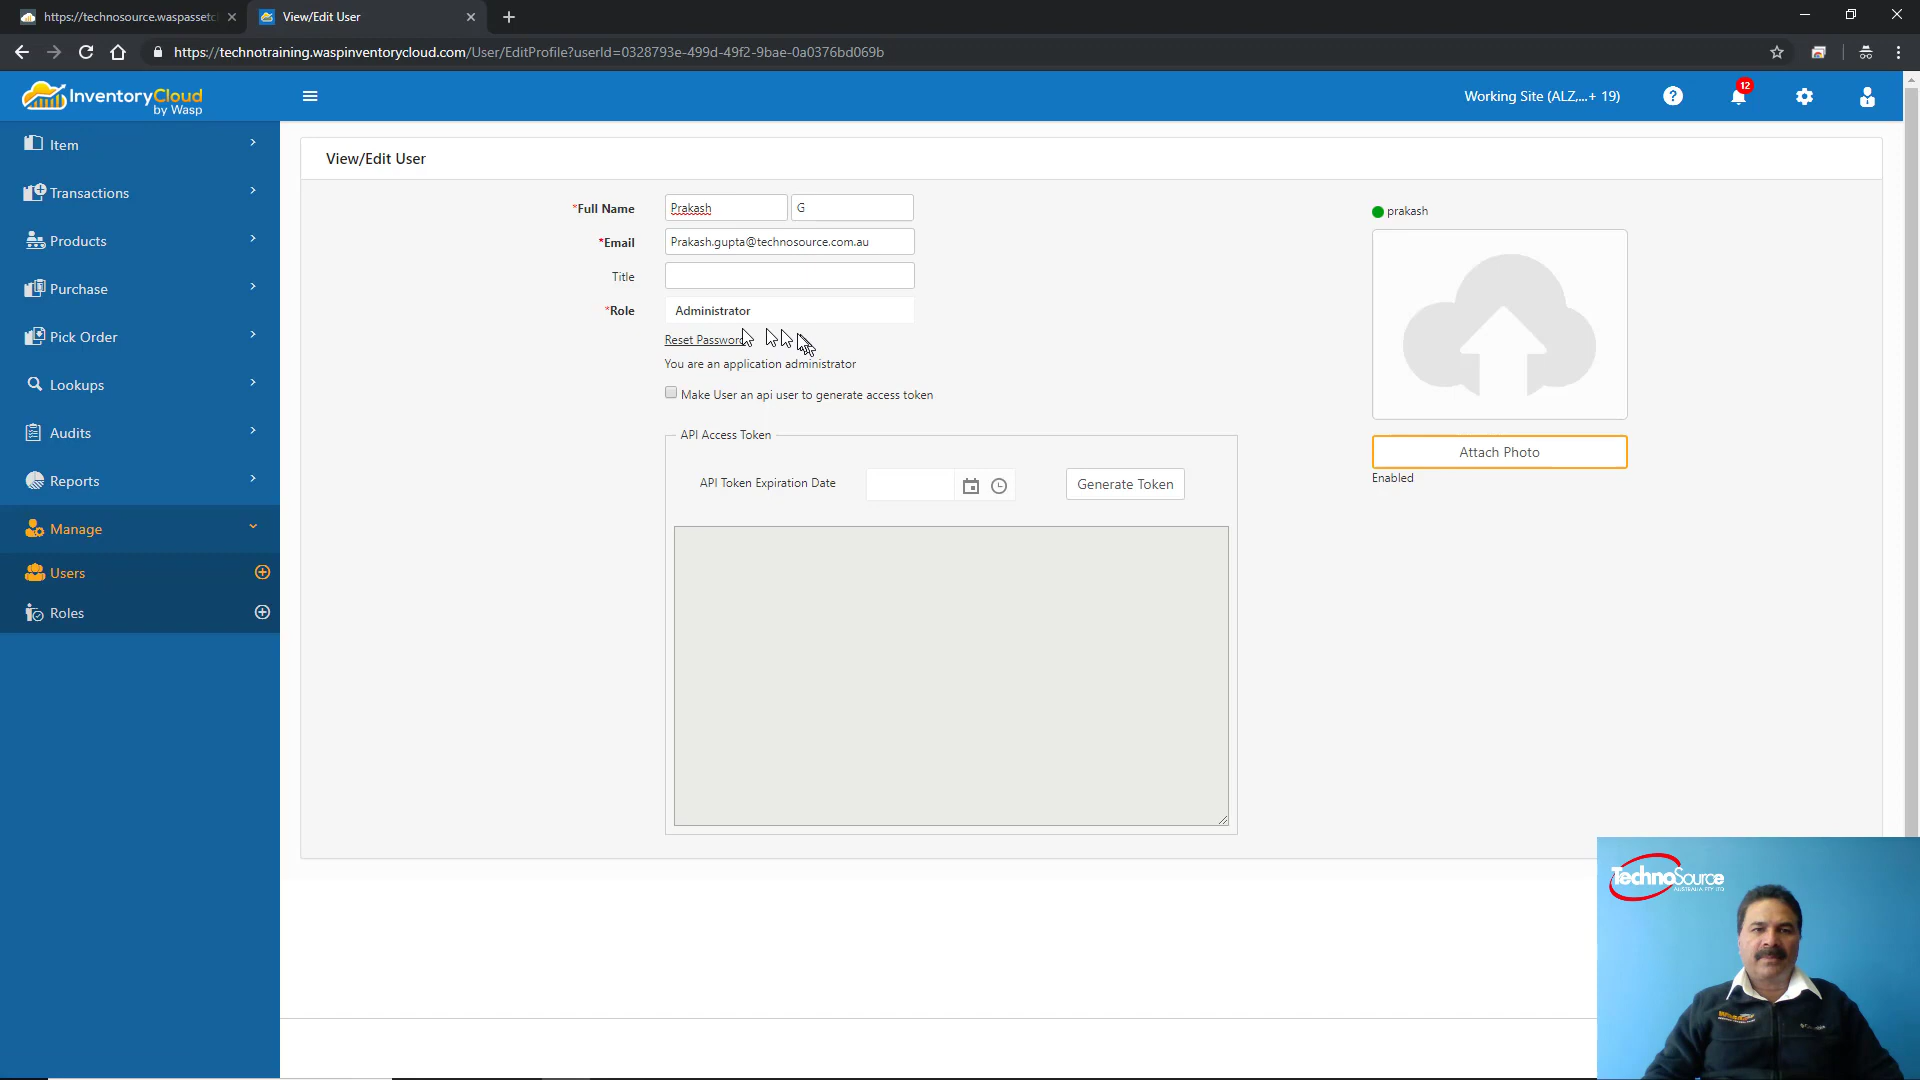 https://technosource.waspassetcl
View/Edit User
https://technotraining.waspinventorycloud.com/User/EditProfile?userId=0328793e-499d-49f2-9bae-0a0376bd069b
InventoryCloud
by Wasp
Working Site (ALZ,...+ 19)
?
12
Item
Transactions
Products
Purchase
Pick Order
Lookups
Audits
Reports
Manage
Users
Roles
View/Edit User
*Full Name
Prakash
G
*Email
Prakash.gupta@technosource.com.au
Title
*Role
Administrator
Reset Password
You are an application administrator
Make User an api user to generate access token
API Access Token
API Token Expiration Date
Generate Token
prakash
Attach Photo
Enabled
TechnoSource
AUSTRALIA PTY LTD